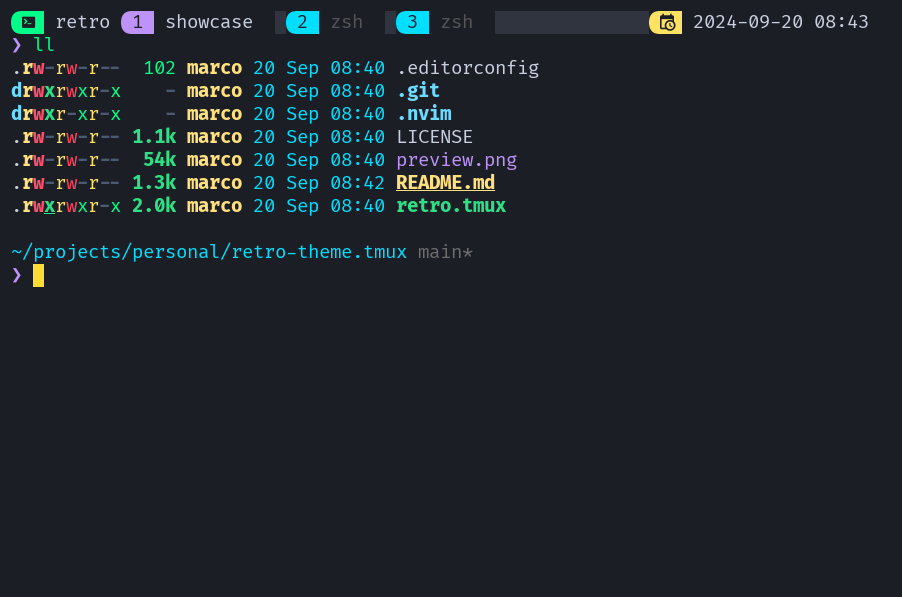 retro 1 showcase 2 zsh 3 zsh 2024-09-20 08:43
❯ ll
.rw-rw-r-- 102 marco 20 Sep 08:40 .editorconfig
drwxrwxr-x - marco 20 Sep 08:40 .git
drwxr-xr-x - marco 20 Sep 08:40 .nvim
.rw-rw-r-- 1.1k marco 20 Sep 08:40 LICENSE
.rw-rw-r-- 54k marco 20 Sep 08:40 preview.png
.rw-rw-r-- 1.3k marco 20 Sep 08:42 README.md
.rwxrwxr-x 2.0k marco 20 Sep 08:40 retro.tmux
~/projects/personal/retro-theme.tmux main*
❯